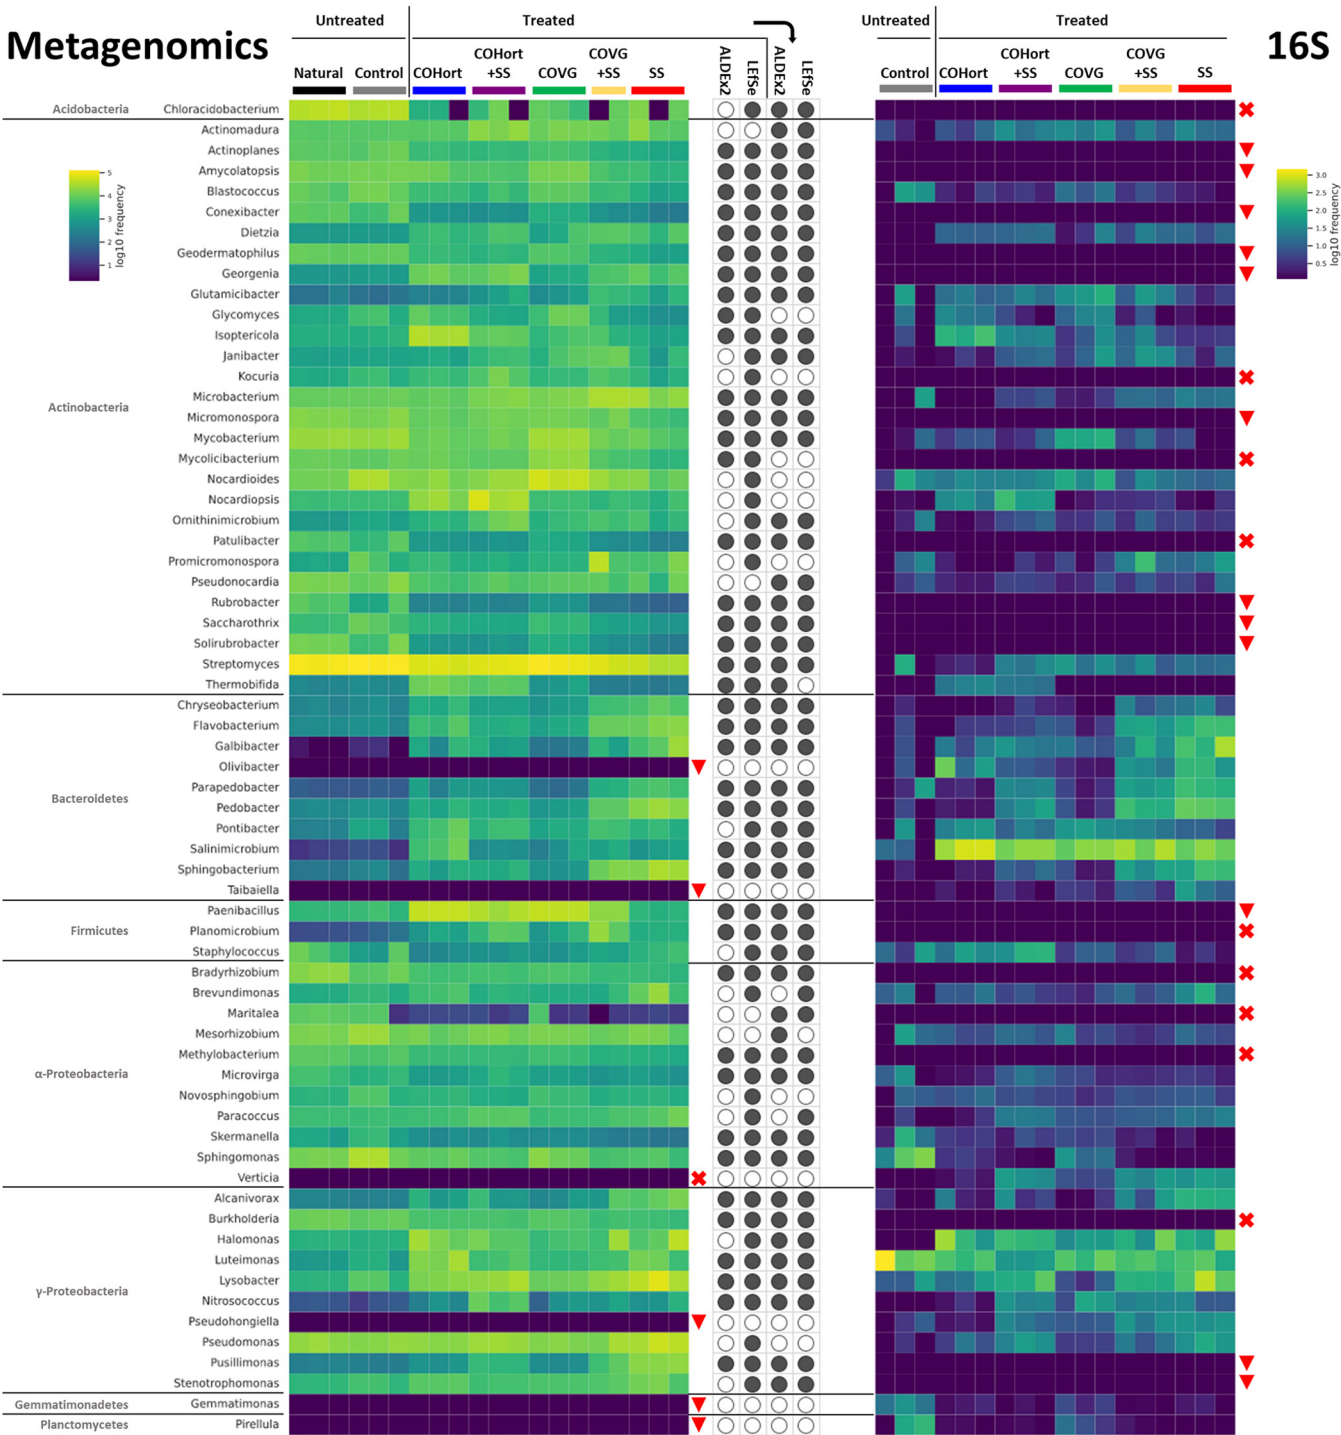 Metagenomics
Untreated
Treated
Natural
Control
COHort
COHort
+SS
COVG
COVG
+SS
SS
ALDEx2
LEfSe
ALDEx2
LEfSe
Untreated
Treated
Control
COHort
COHort
+SS
COVG
COVG
+SS
SS
16S
5
4
3
2
1
log10 frequency
3.0
2.5
2.0
1.5
1.0
0.5
log10 frequency
Acidobacteria
Chloracidobacterium
Actinobacteria
Actinomadura
Actinoplanes
Amycolatopsis
Blastococcus
Conexibacter
Dietzia
Geodermatophilus
Georgenia
Glutamicibacter
Glycomyces
Isoptericola
Janibacter
Kocuria
Microbacterium
Micromonospora
Mycobacterium
Mycolicibacterium
Nocardioides
Nocardiopsis
Ornithinimicrobium
Patulibacter
Promicromonospora
Pseudonocardia
Rubrobacter
Saccharothrix
Solirubrobacter
Streptomyces
Thermobifida
Bacteroidetes
Chryseobacterium
Flavobacterium
Galbibacter
Olivibacter
Parapedobacter
Pedobacter
Pontibacter
Salinimicrobium
Sphingobacterium
Taibaiella
Firmicutes
Paenibacillus
Planomicrobium
Staphylococcus
α-Proteobacteria
Bradyrhizobium
Brevundimonas
Maritalea
Mesorhizobium
Methylobacterium
Microvirga
Novosphingobium
Paracoccus
Skermanella
Sphingomonas
Verticia
γ-Proteobacteria
Alcanivorax
Burkholderia
Halomonas
Luteimonas
Lysobacter
Nitrosococcus
Pseudohongiella
Pseudomonas
Pusillimonas
Stenotrophomonas
Gemmatimonadetes
Gemmatimonas
Planctomycetes
Pirellula